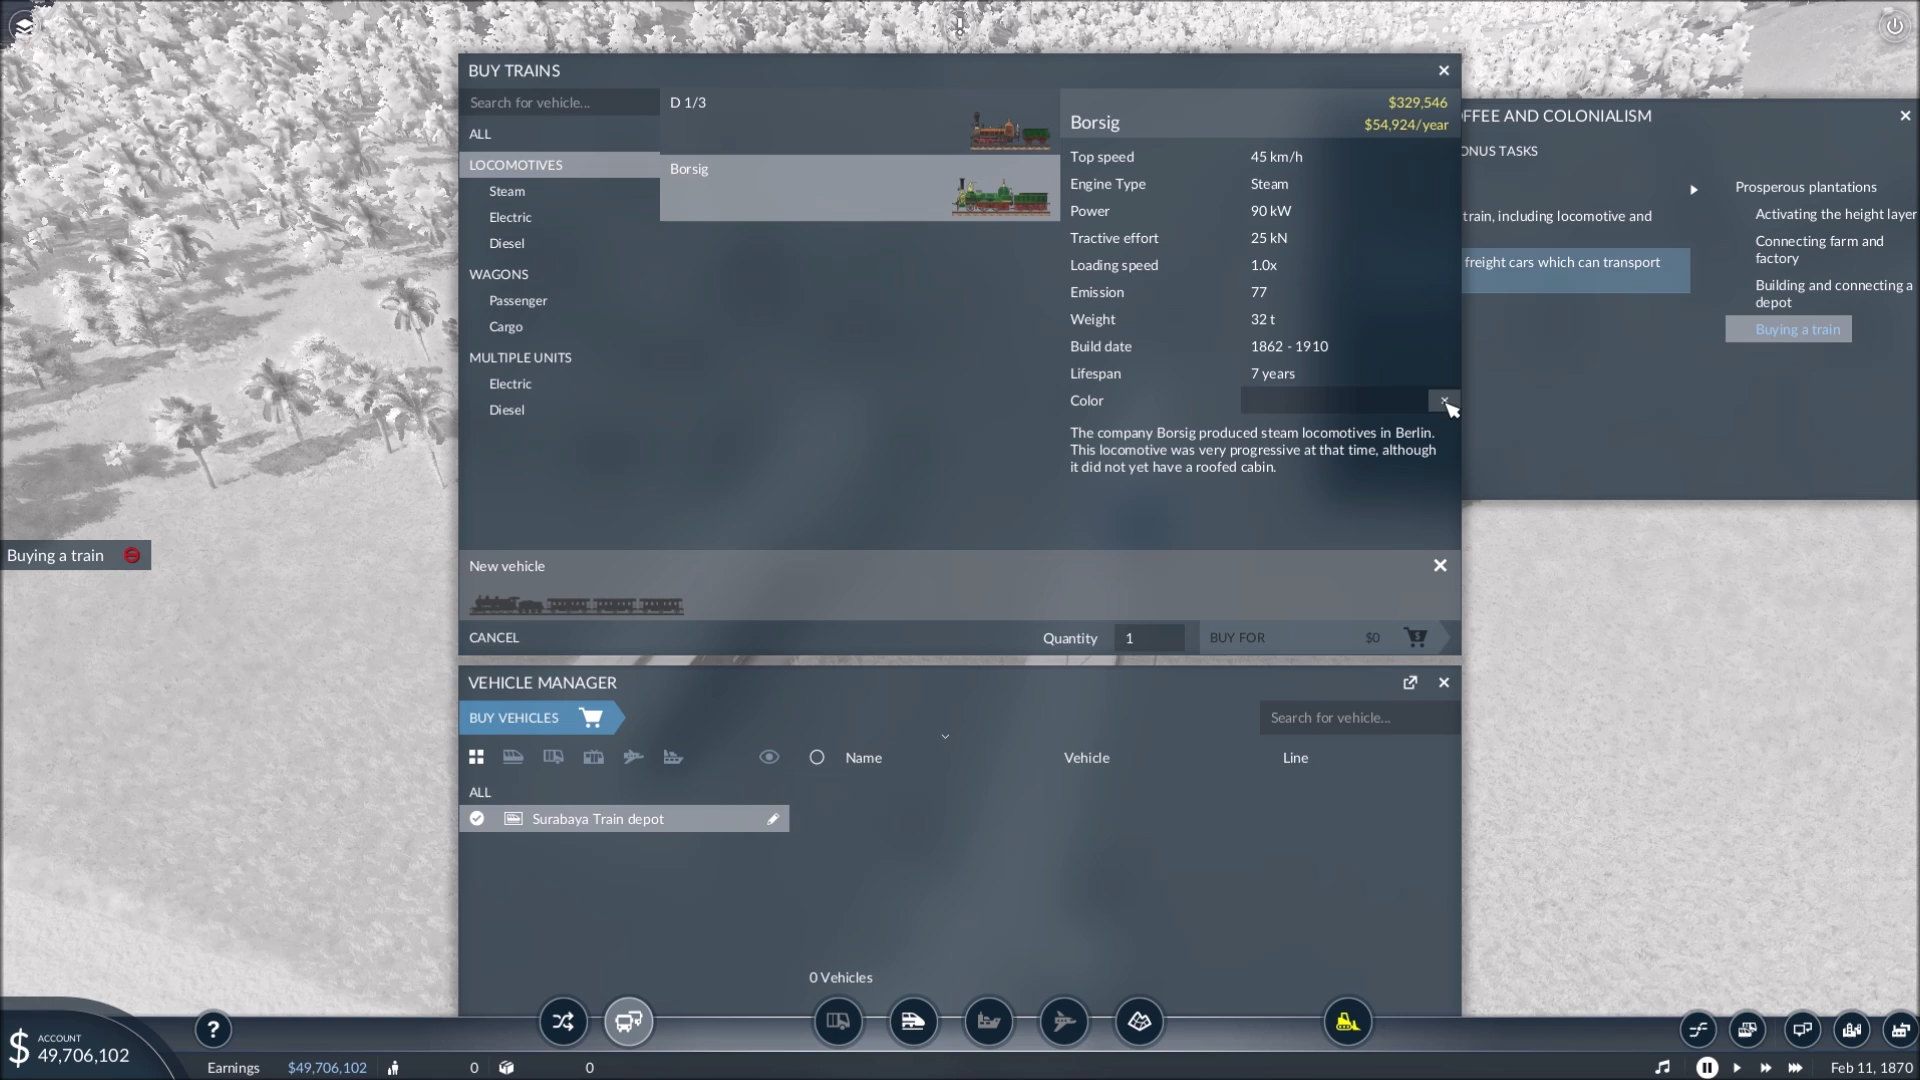 BUY TRAINS
Search for vehicle...
ALL
LOCOMOTIVES
Steam
Electric
Diesel
WAGONS
Passenger
Cargo
MULTIPLE UNITS
Electric
Diesel
D 1/3
Borsig
Borsig
$329,546
$54,924/year
Top speed 45 km/h
Engine Type Steam
Power 90 kW
Tractive effort 25 kN
Loading speed 1.0x
Emission 77
Weight 32 t
Build date 1862 - 1910
Lifespan 7 years
Color
The company Borsig produced steam locomotives in Berlin.
This locomotive was very progressive at that time, although
it did not yet have a roofed cabin.
New vehicle
CANCEL
Quantity 1
BUY FOR $0
FFEE AND COLONIALISM
ONUS TASKS
train, including locomotive and
freight cars which can transport
Prosperous plantations
Activating the height layer
Connecting farm and
factory
Building and connecting a
depot
Buying a train
Buying a train
VEHICLE MANAGER
BUY VEHICLES
Search for vehicle...
Name Vehicle Line
ALL
Surabaya Train depot
0 Vehicles
?
$ ACCOUNT
49,706,102
Earnings $49,706,102 0 0
Feb 11, 1870